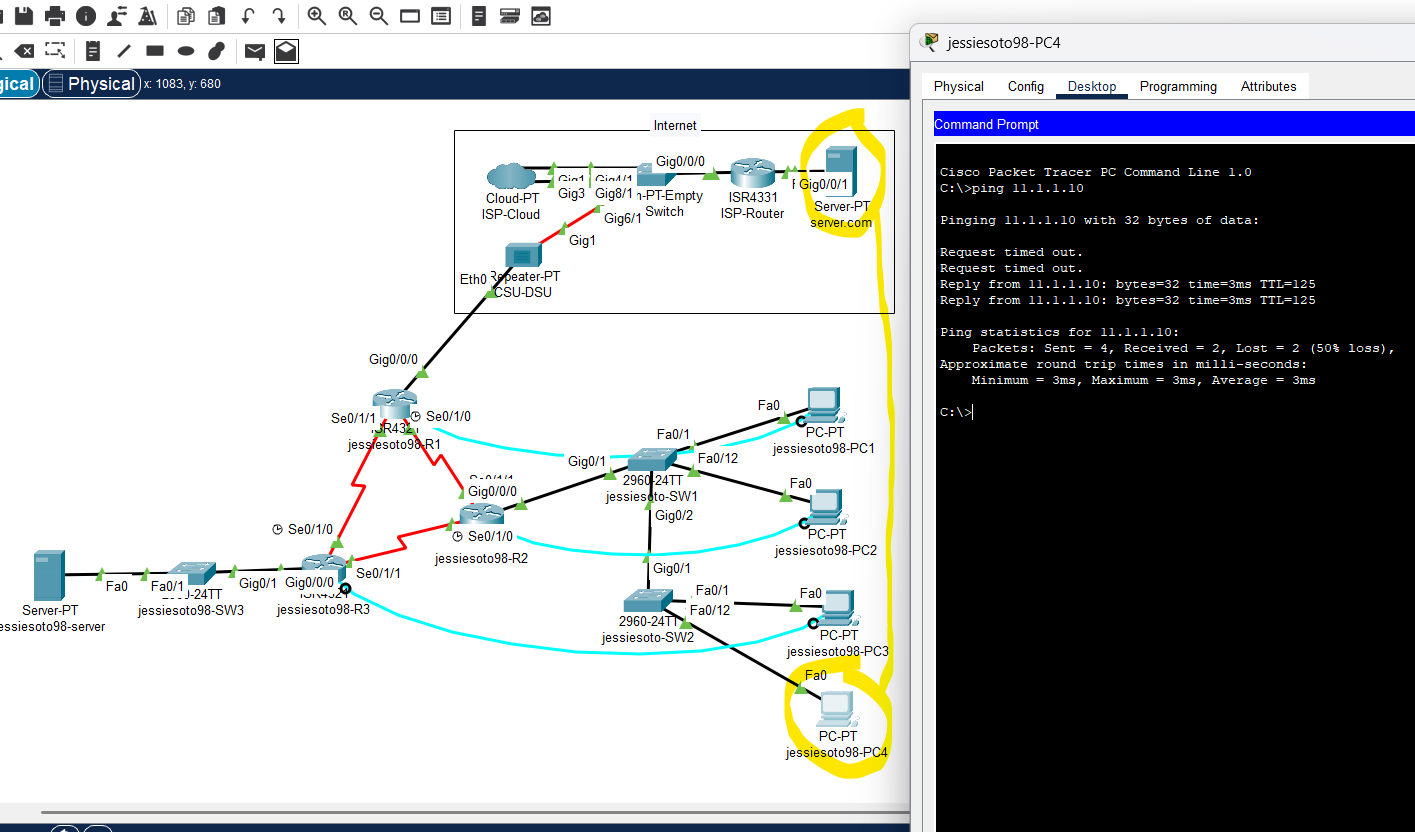 gical
Physical
x: 1083, y: 680
Internet
Gig0/0/0
Gig3
Gig8/1
n-PT-Empty
Switch
Cloud-PT
ISP-Cloud
ISR4331
ISP-Router
Gig0/0/1
Server-PT
server.com
Gig6/1
Gig1
Eth0
Repeater-PT
CSU-DSU
Gig0/0/0
Se0/1/1
Se0/1/0
jessiesoto98-R1
Fa0
PC-PT
jessiesoto98-PC1
Fa0/1
Gig0/1
Fa0/12
2960-24TT
jessiesoto-SW1
Gig0/2
Fa0
PC-PT
jessiesoto98-PC2
Gig0/0/0
Se0/1/0
jessiesoto98-R2
Se0/1/0
Se0/1/1
Gig0/0/0
ISR4321
jessiesoto98-R3
Gig0/1
Fa0/1
2960-24TT
jessiesoto98-SW3
Fa0
Server-PT
essiesoto98-server
Gig0/1
Fa0/1
Fa0/12
2960-24TT
jessiesoto-SW2
Fa0
PC-PT
jessiesoto98-PC3
Fa0
PC-PT
jessiesoto98-PC4
jessiesoto98-PC4
Physical Config Desktop Programming Attributes
Command Prompt
Cisco Packet Tracer PC Command Line 1.0
C:\>ping 11.1.1.10
Pinging 11.1.1.10 with 32 bytes of data:
Request timed out.
Request timed out.
Reply from 11.1.1.10: bytes=32 time=3ms TTL=125
Reply from 11.1.1.10: bytes=32 time=3ms TTL=125
Ping statistics for 11.1.1.10:
Packets: Sent = 4, Received = 2, Lost = 2 (50% loss),
Approximate round trip times in milli-seconds:
Minimum = 3ms, Maximum = 3ms, Average = 3ms
C:\>